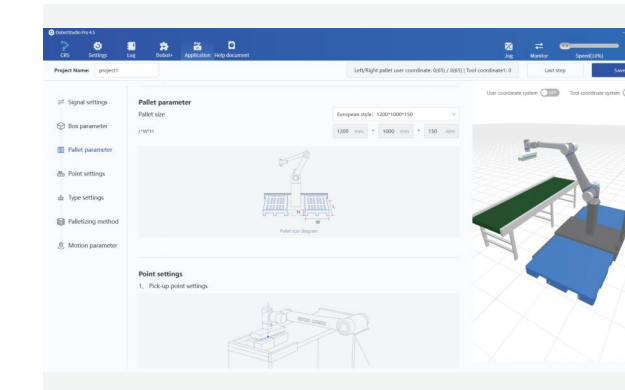 DobotStudio Pro 4.5
CRS Settings Log Dobot+ Application Help document Jog Monitor Speed[10%]
Project Name: project1 Left/Right pallet user coordinate: 0(65) / 0(65) | Tool coordinate1: 0 Last step Save
User coordinate system OFF Tool coordinate system
Signal settings
Box parameter
Pallet parameter
Point settings
Type settings
Palletizing method
Motion parameter
Pallet parameter
Pallet size European style: 1200*1000*150
L*W*H 1200 mm * 1000 mm * 150 mm
H L
W
Pallet size diagram
Point settings
1、Pick-up point settings